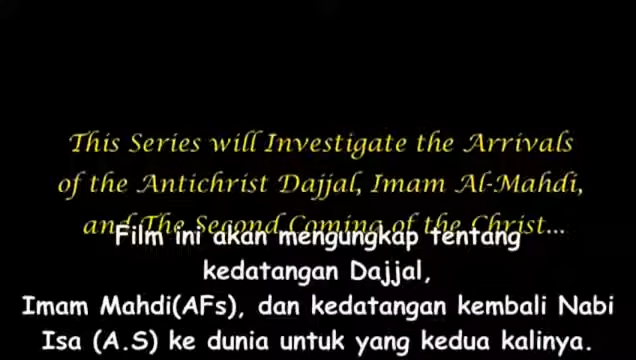 This Series will Investigate the Arrivals
of the Antichrist Dajjal, Imam Al-Mahdi,
and The Second Coming of the Christ...
Film ini akan mengungkap tentang
kedatangan Dajjal,
Imam Mahdi(AFs), dan kedatangan kembali Nabi
Isa (A.S) ke dunia untuk yang kedua kalinya.